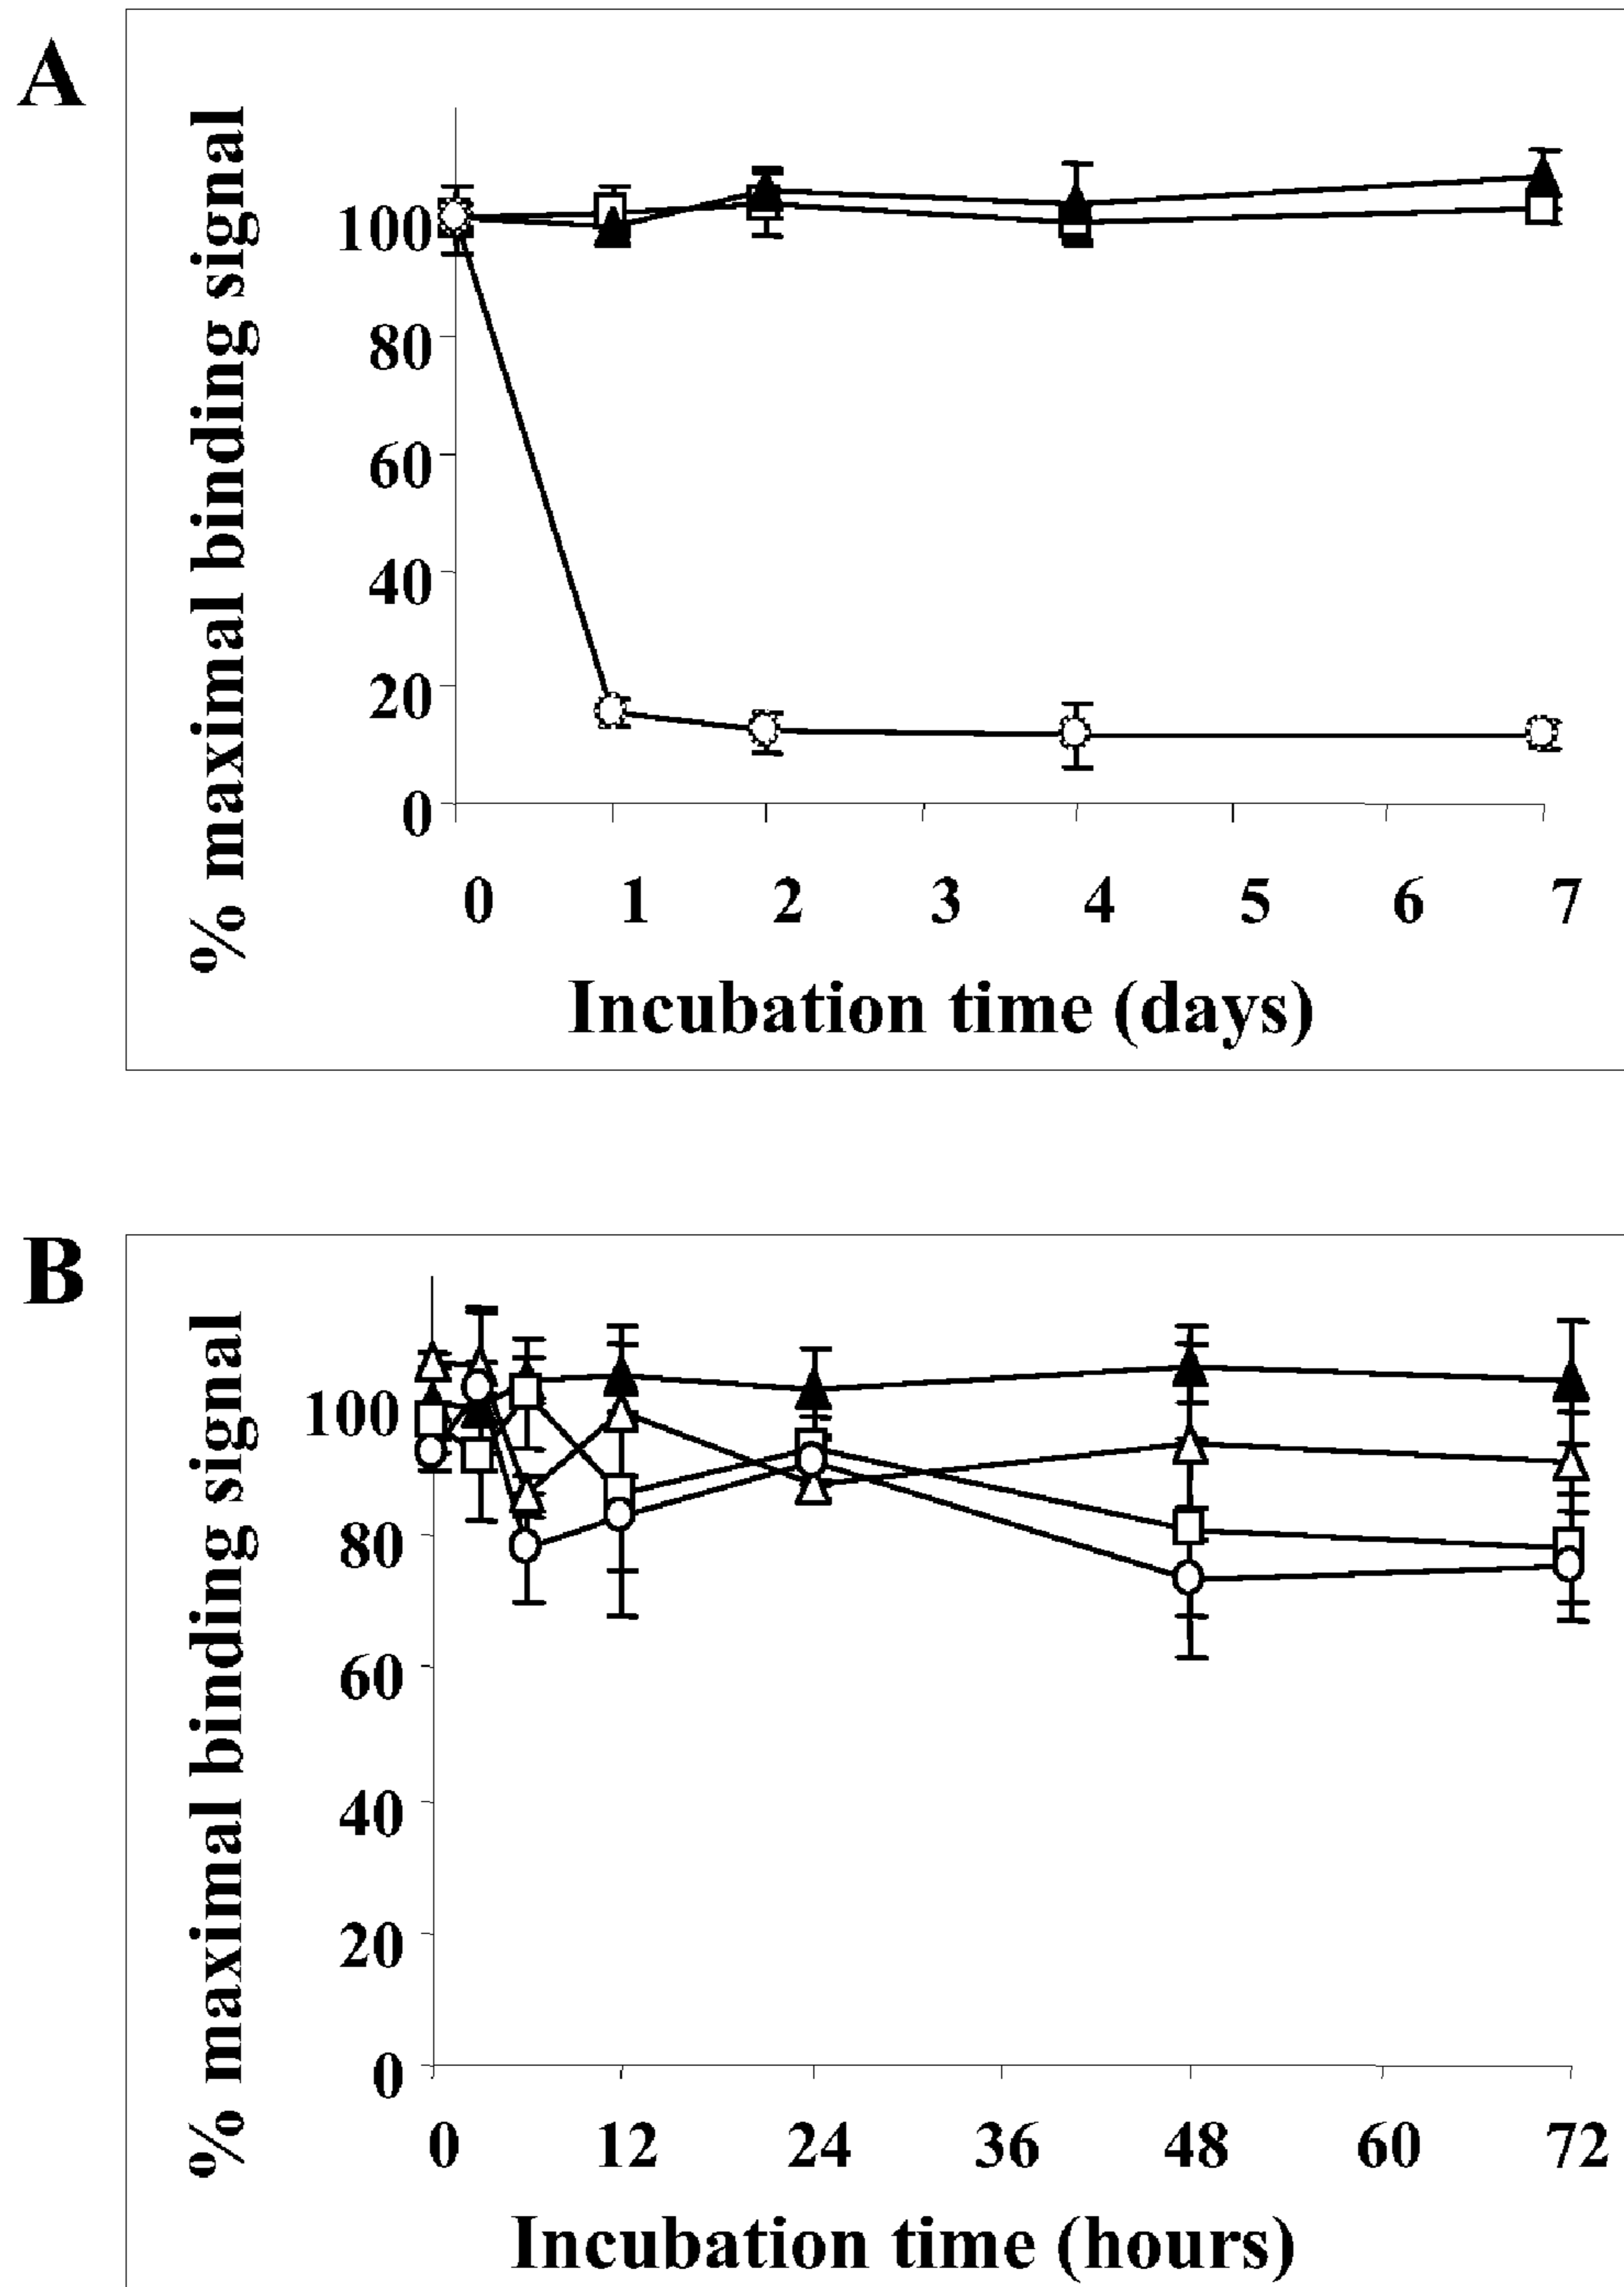 A
% maximal binding signal
100
80
60
40
20
0
0 1 2 3 4 5 6 7
Incubation time (days)
B
% maximal binding signal
100
80
60
40
20
0
0 12 24 36 48 60 72
Incubation time (hours)